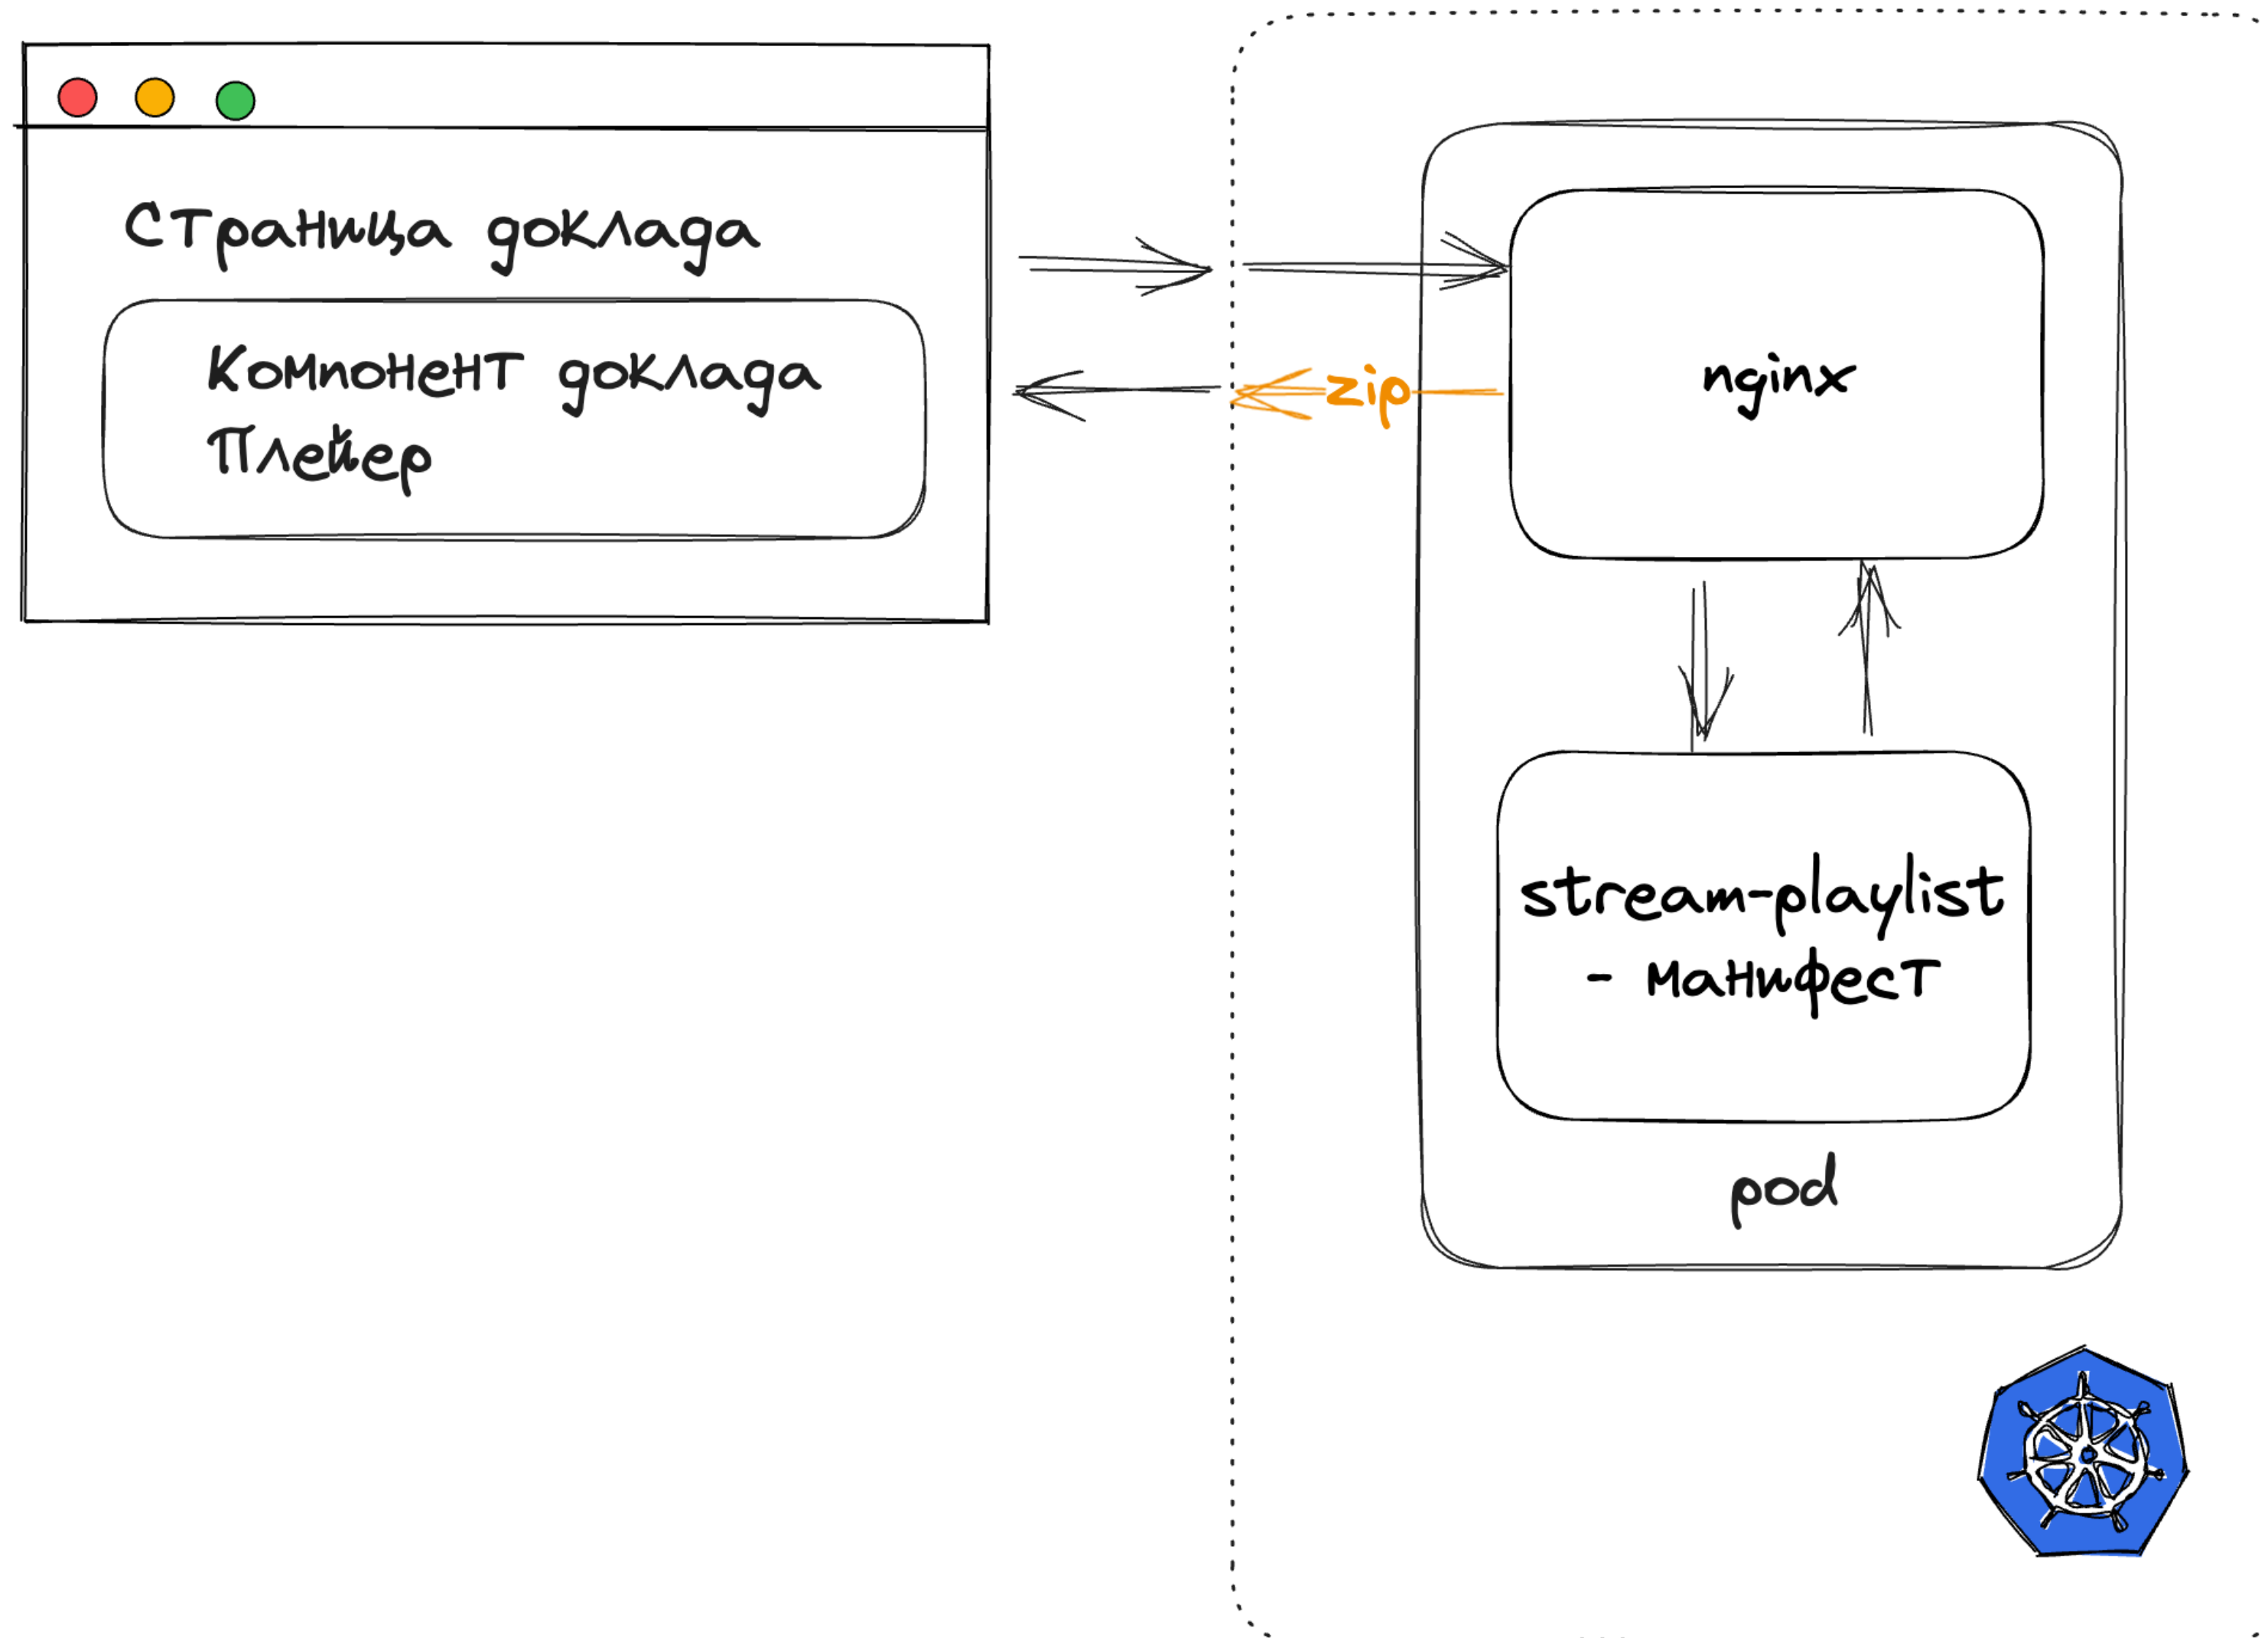 Страница доклада
Компонент доклада
Плейер
zip
nginx
stream-playlist
- манифест
pod